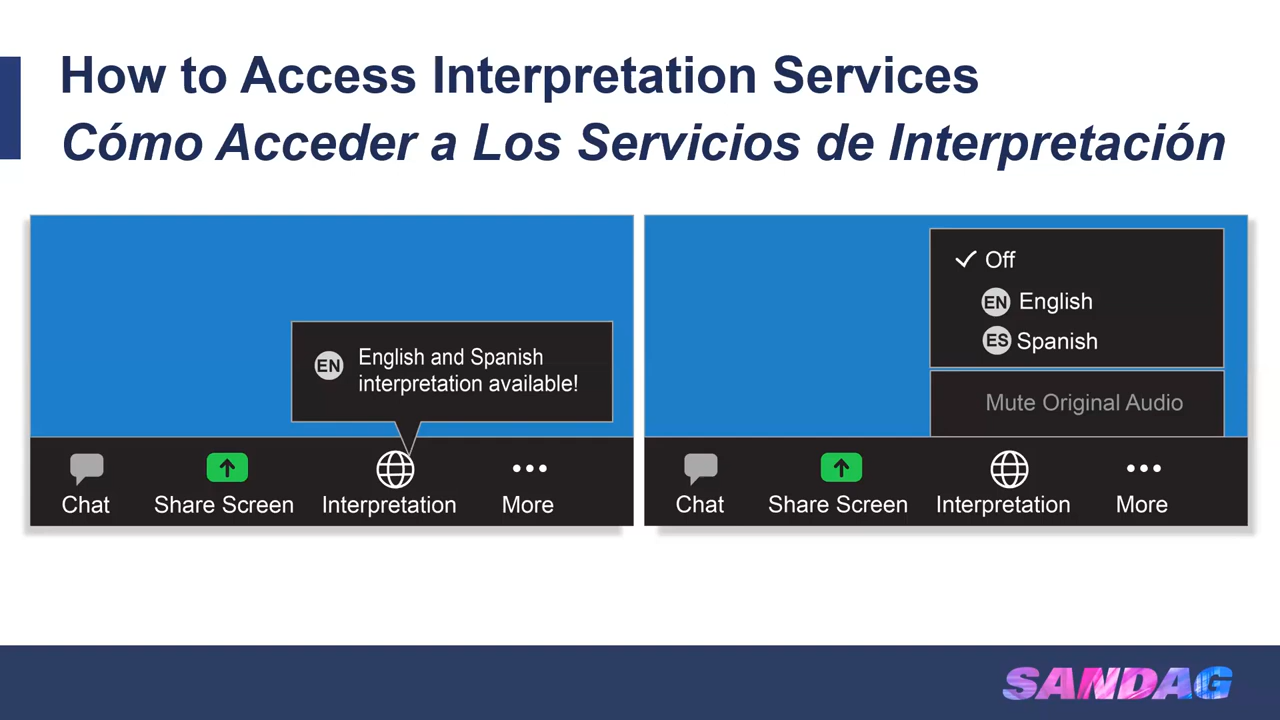 How to Access Interpretation Services
Cómo Acceder a Los Servicios de Interpretación
EN English and Spanish
interpretation available!
Chat Share Screen Interpretation More
Off
EN English
ES Spanish
Mute Original Audio
Chat Share Screen Interpretation More
SANDAG